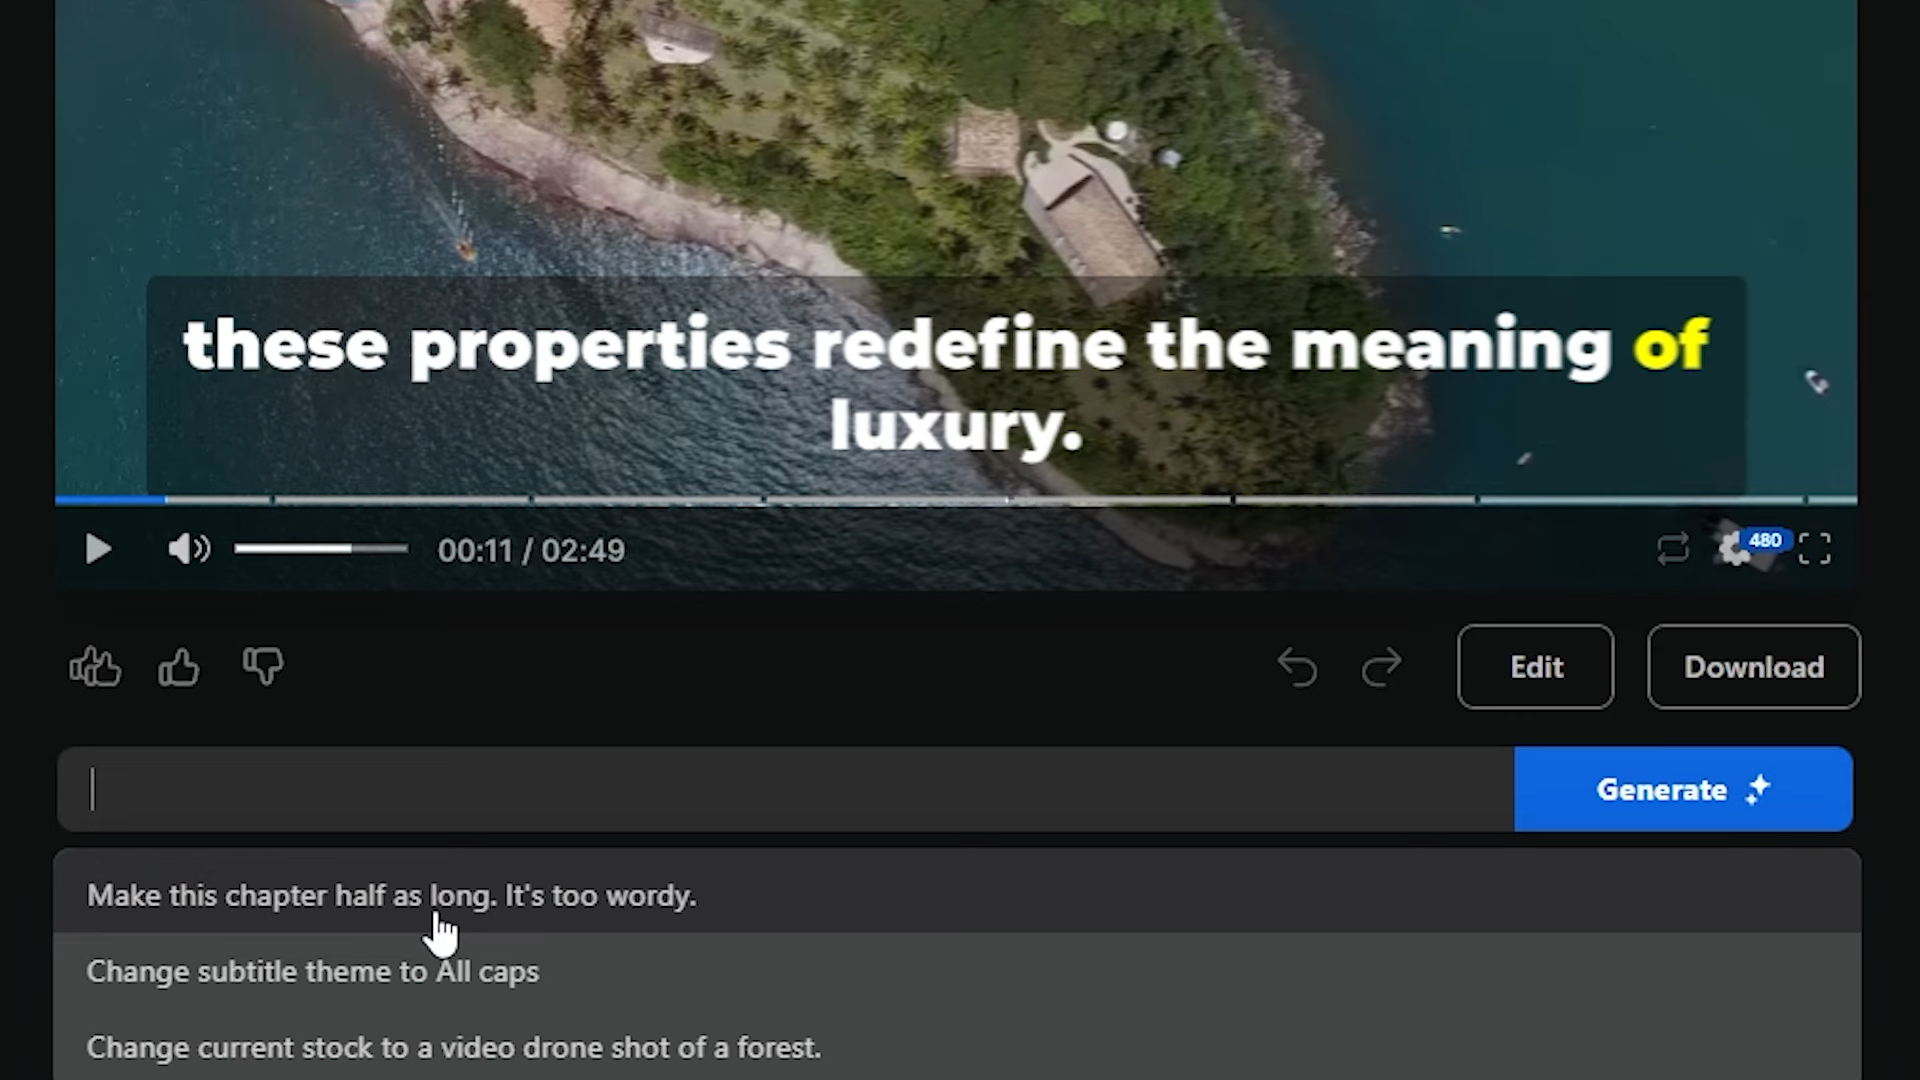 these properties redefine the meaning of
luxury.
00:11 / 02:49
480
Edit
Download
Generate
Make this chapter half as long. It's too wordy.
Change subtitle theme to All caps
Change current stock to a video drone shot of a forest.